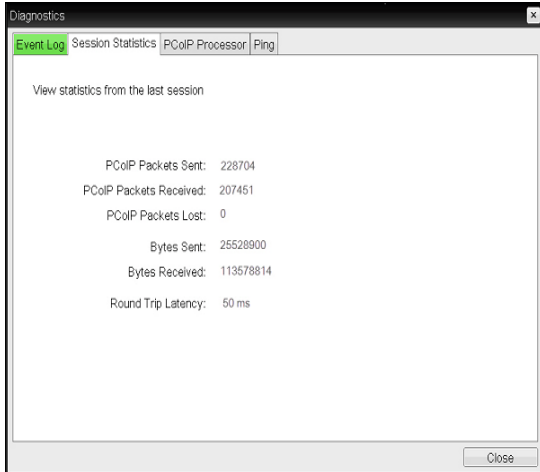 Diagnostics
Event Log Session Statistics PCoIP Processor Ping
View statistics from the last session
PCoIP Packets Sent: 228704
PCoIP Packets Received: 207451
PCoIP Packets Lost: 0
Bytes Sent: 25528900
Bytes Received: 113578814
Round Trip Latency: 50 ms
Close